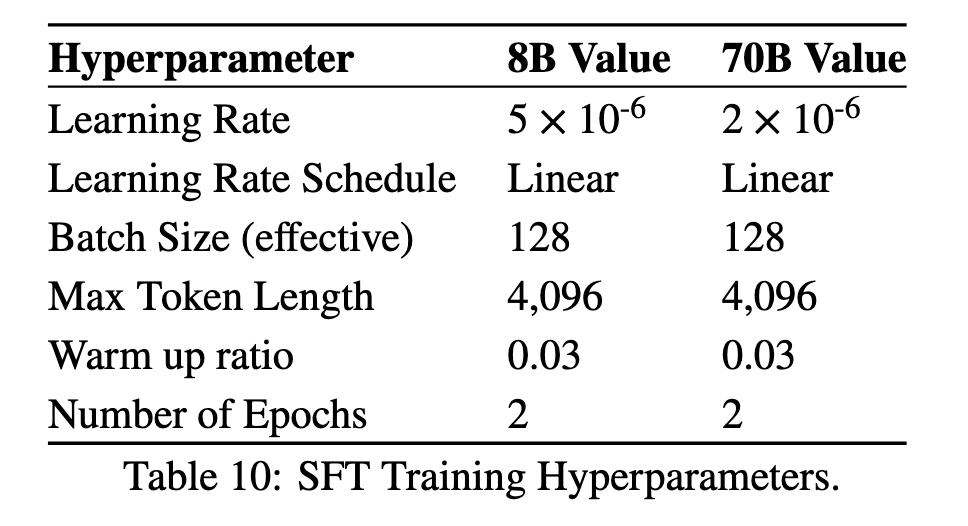 Hyperparameter 8B Value 70B Value
Learning Rate 5 × 10⁻⁶ 2 × 10⁻⁶
Learning Rate Schedule Linear Linear
Batch Size (effective) 128 128
Max Token Length 4,096 4,096
Warm up ratio 0.03 0.03
Number of Epochs 2 2
Table 10: SFT Training Hyperparameters.